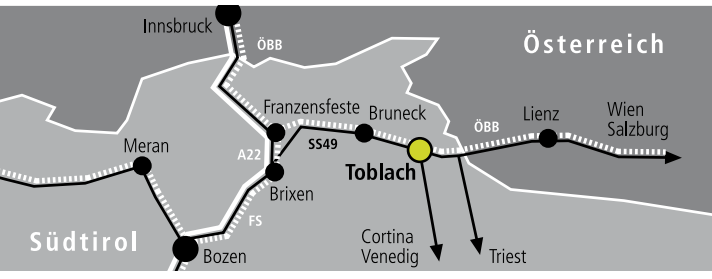 Innsbruck
ÖBB
Österreich
Franzensfeste
Bruneck
ÖBB
Lienz
Wien
Salzburg
Meran
A22
SS49
Toblach
Brixen
FS
Südtirol
Bozen
Cortina
Venedig
Triest